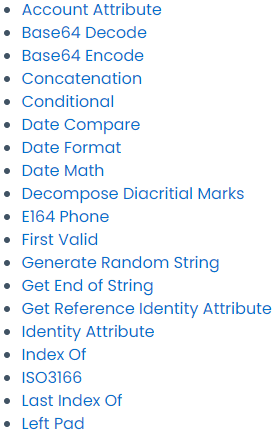 Account Attribute
Base64 Decode
Base64 Encode
Concatenation
Conditional
Date Compare
Date Format
Date Math
Decompose Diacritial Marks
E164 Phone
First Valid
Generate Random String
Get End of String
Get Reference Identity Attribute
Identity Attribute
Index Of
ISO3166
Last Index Of
Left Pad